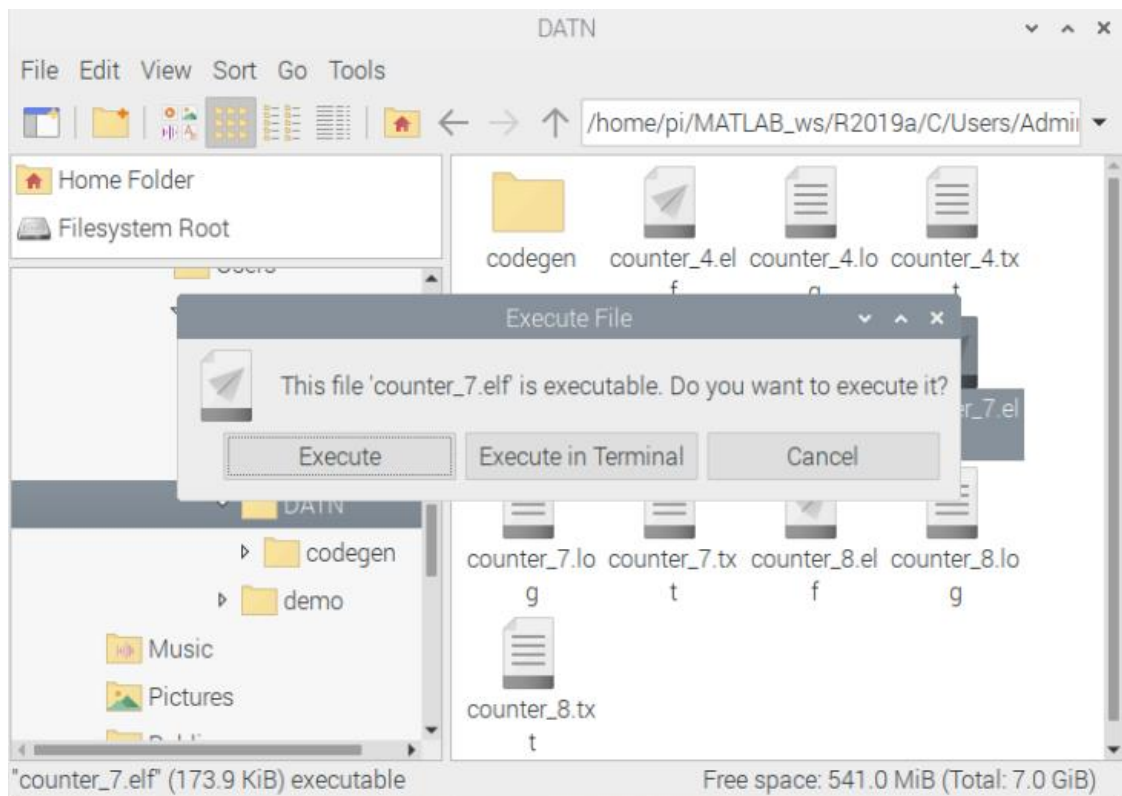 DATN
File Edit View Sort Go Tools
/home/pi/MATLAB_ws/R2019a/C/Users/Admi
Home Folder
Filesystem Root
codegen counter_4.el counter_4.lo counter_4.tx
f g t
Users
Execute File
This file 'counter_7.elf' is executable. Do you want to execute it?
r_7.el
Execute Execute in Terminal Cancel
DATN
codegen
demo
Music
Pictures
counter_7.lo counter_7.tx counter_8.el counter_8.lo
g t f g
counter_8.tx
t
"counter_7.elf" (173.9 KiB) executable
Free space: 541.0 MiB (Total: 7.0 GiB)